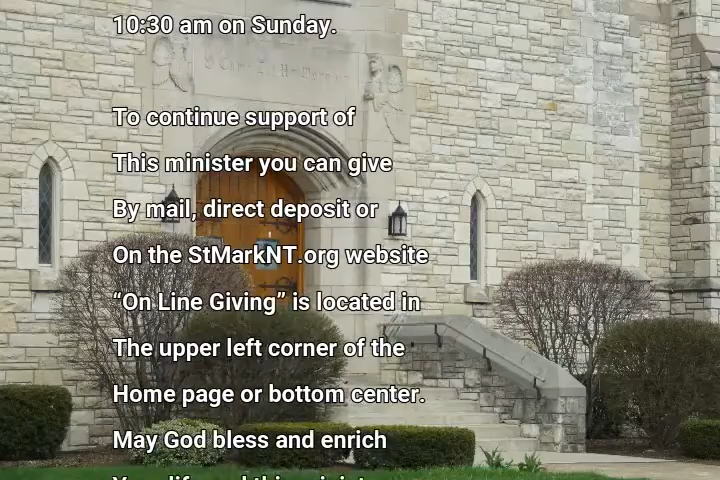 10:30 am on Sunday.
To continue support of
This minister you can give
By mail, direct deposit or
On the StMarkNT.org website
“On Line Giving” is located in
The upper left corner of the
Home page or bottom center.
May God bless and enrich